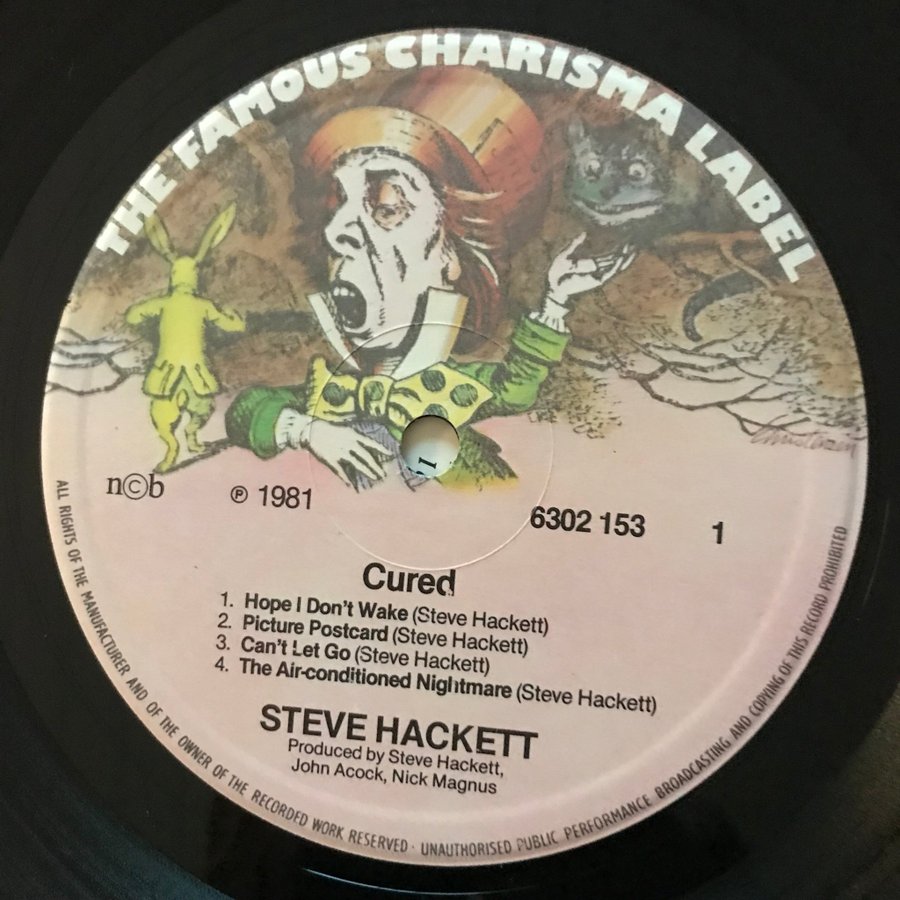 THE FAMOUS CHARISMA LABEL
n©b
℗ 1981
6302 153
1
Cured
1. Hope I Don't Wake (Steve Hackett)
2. Picture Postcard (Steve Hackett)
3. Can't Let Go (Steve Hackett)
4. The Air-conditioned Nightmare (Steve Hackett)
STEVE HACKETT
Produced by Steve Hackett,
John Acock, Nick Magnus
ALL RIGHTS OF THE MANUFACTURER AND OF THE OWNER OF THE RECORDED WORK RESERVED · UNAUTHORISED PUBLIC PERFORMANCE BROADCASTING AND COPYING OF THIS RECORD PROHIBITED